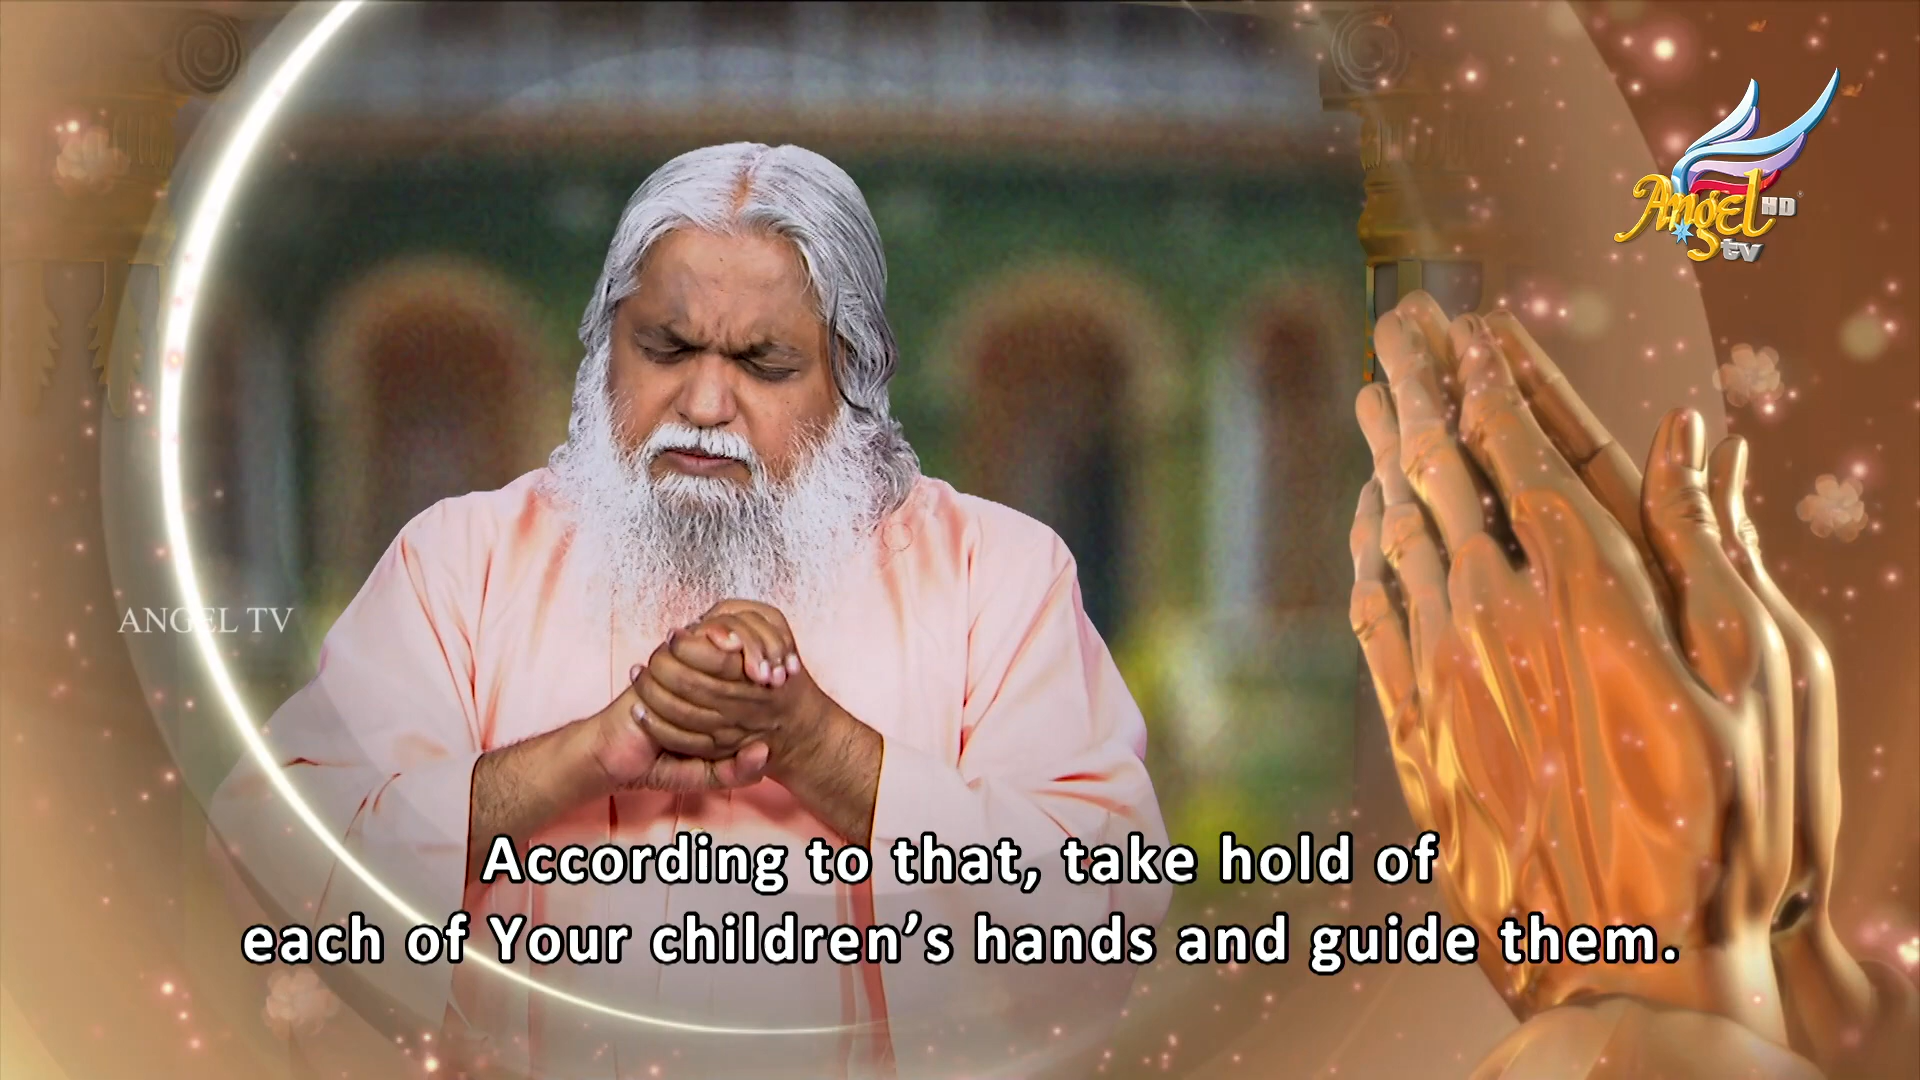 Angel HD
tv
ANGEL TV
According to that, take hold of
each of Your children’s hands and guide them.